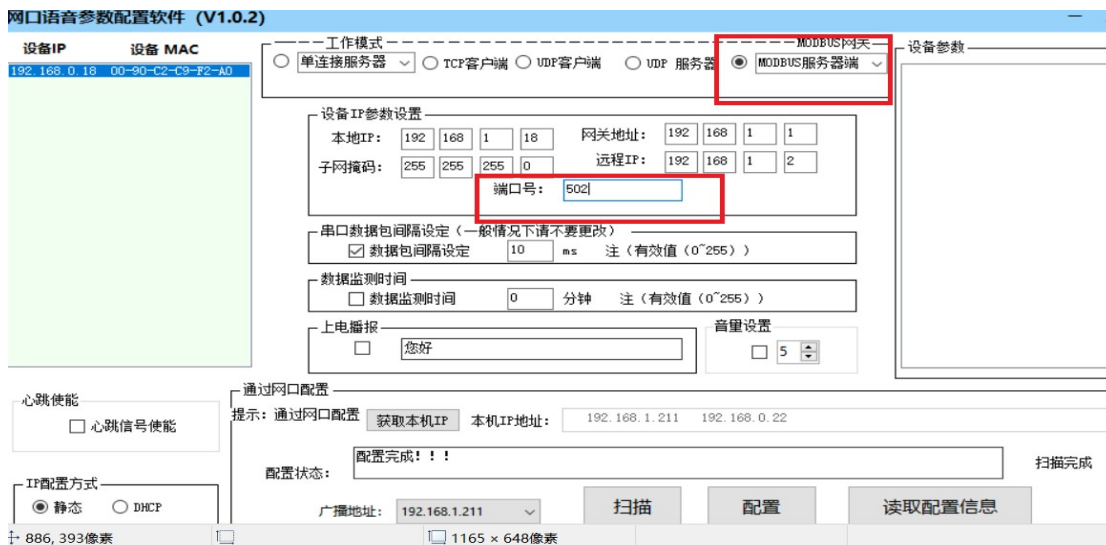 网口语音参数配置软件 (V1.0.2)
设备IP 设备 MAC
192.168.0.18 00-90-C2-C9-F2-A0
工作模式
单连接服务器 TCP客户端 UDP客户端 UDP 服务器
MODBUS网关
MODBUS服务器端
设备参数
设备IP参数设置
本地IP: 192 168 1 18 网关地址: 192 168 1 1
子网掩码: 255 255 255 0 远程IP: 192 168 1 2
端口号: 502
串口数据包间隔设定(一般情况下请不要更改)
数据包间隔设定 10 ms 注(有效值(0~255))
数据监测时间
数据监测时间 0 分钟 注(有效值(0~255))
上电播报
您好
音量设置
5
心跳使能
心跳信号使能
IP配置方式
静态 DHCP
通过网口配置
提示: 通过网口配置 获取本机IP 本机IP地址: 192.168.1.211 192.168.0.22
配置状态: 配置完成!!! 扫描完成
广播地址: 192.168.1.211 扫描 配置 读取配置信息
886, 393像素 1165 × 648像素